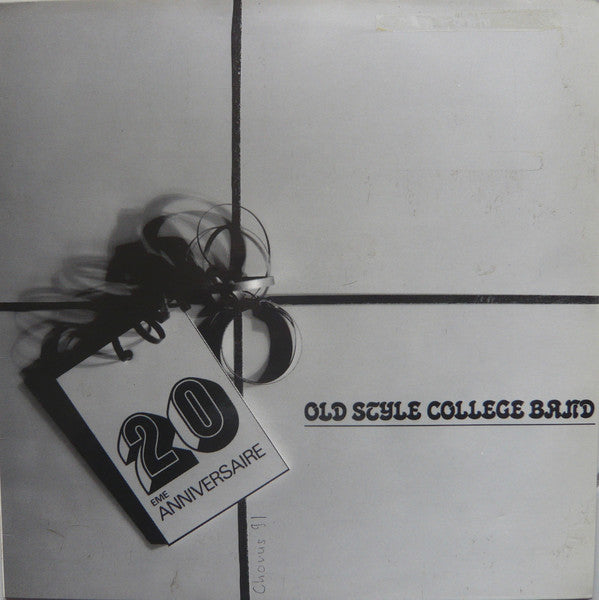 OLD STYLE COLLEGE BAND
20
EME
ANNIVERSAIRE
Chorus 91